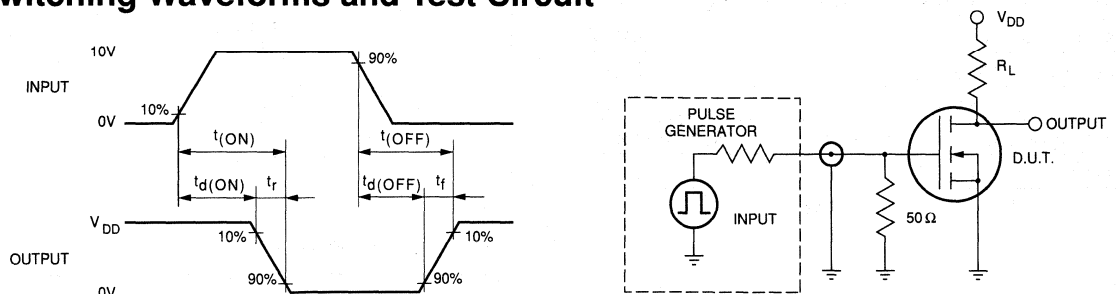 Switching Waveforms and Test Circuit
10V
90%
INPUT
10%
0V
t(ON)
t(OFF)
td(ON)
tr
td(OFF)
tf
VDD
10%
10%
OUTPUT
90%
90%
0V
VDD
RL
PULSE
GENERATOR
OUTPUT
D.U.T.
INPUT
50Ω